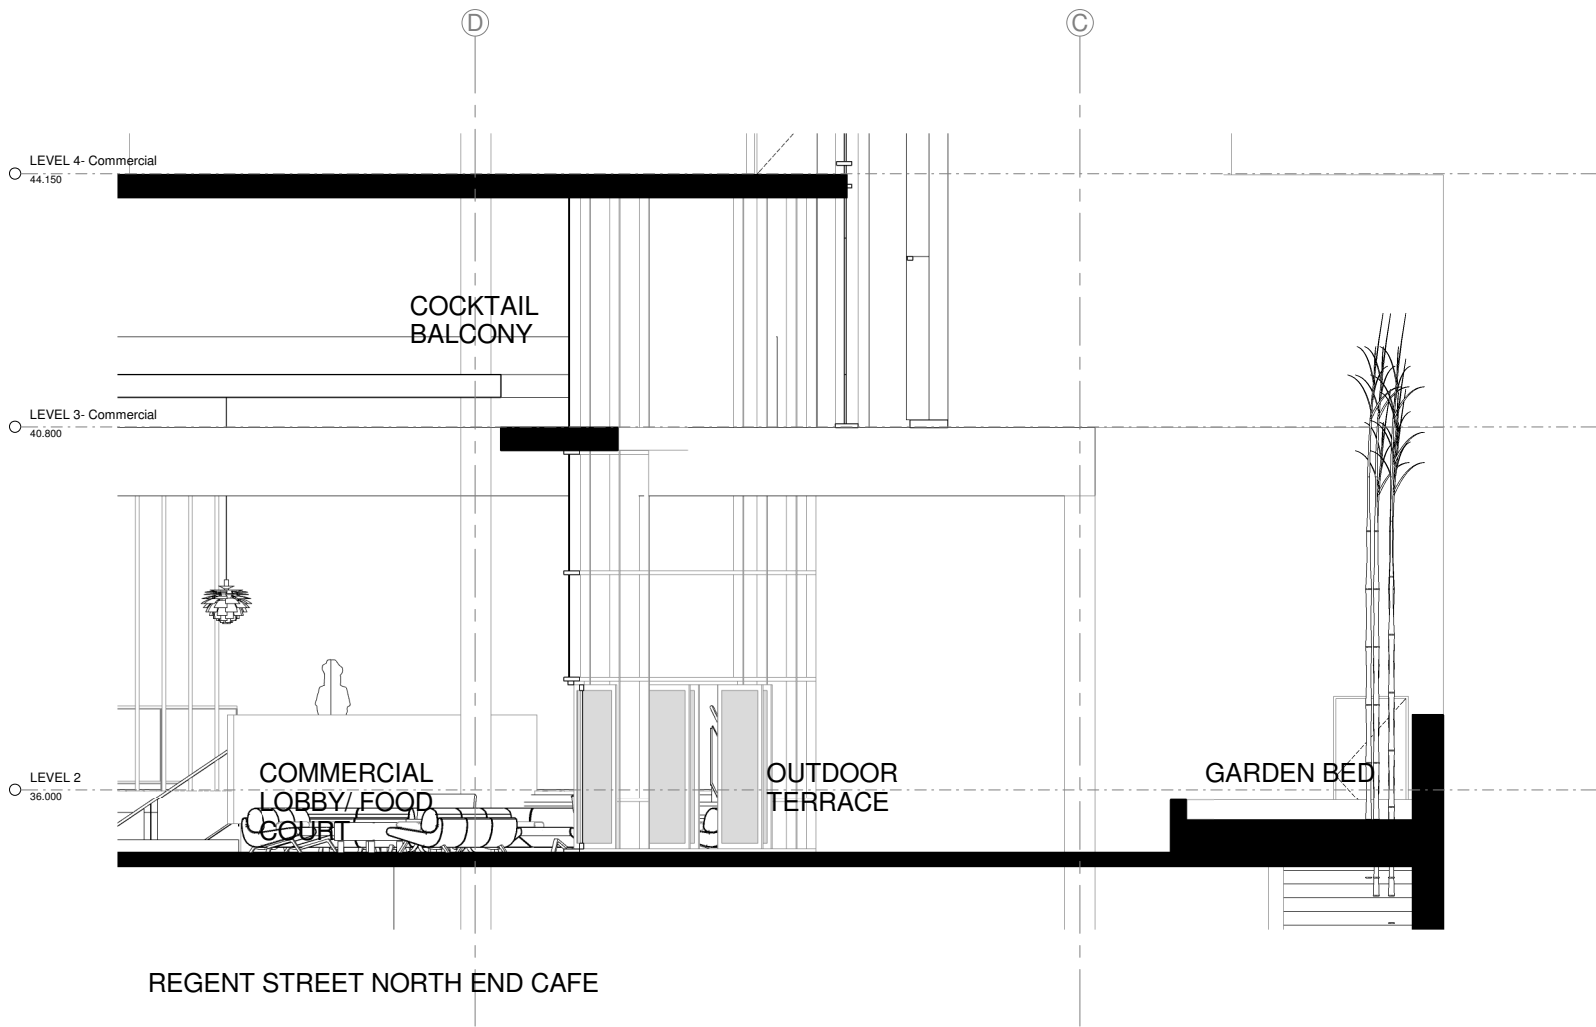 D
C
LEVEL 4- Commercial
44.150
COCKTAIL
BALCONY
LEVEL 3- Commercial
40.800
LEVEL 2
36.000
COMMERCIAL
LOBBY/ FOOD
COURT
OUTDOOR
TERRACE
GARDEN BED
REGENT STREET NORTH END CAFE